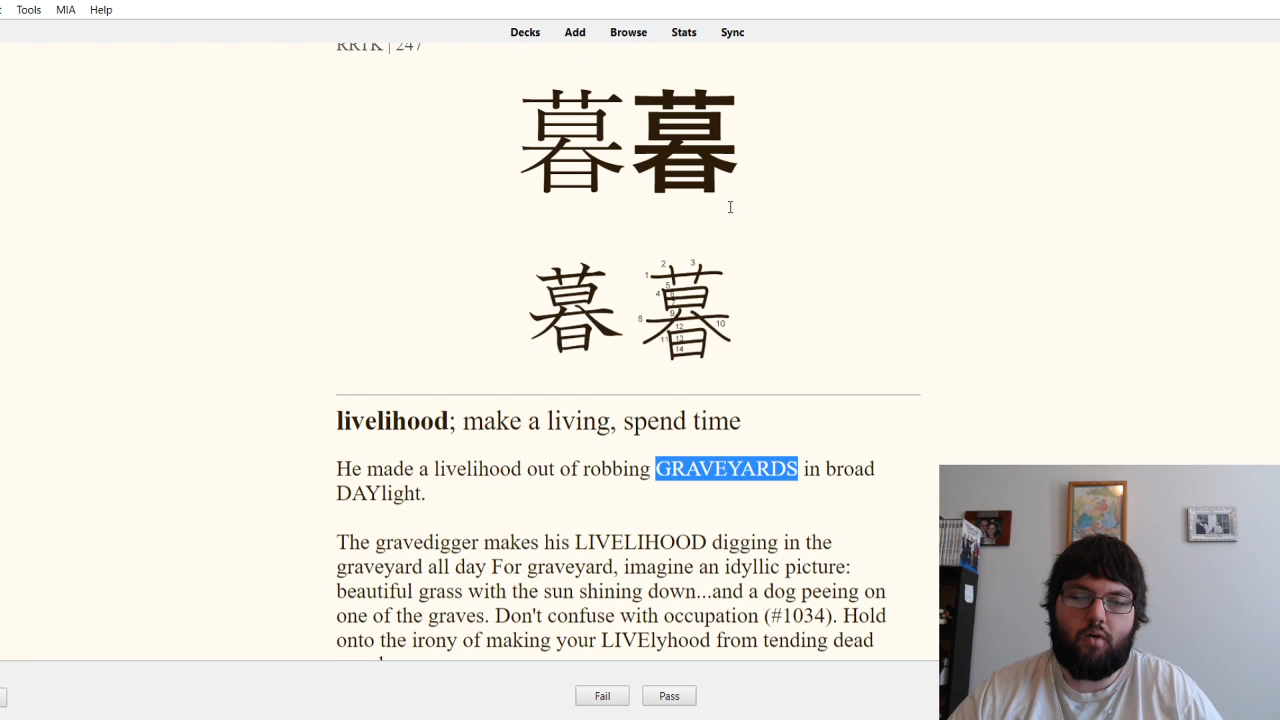 Tools MIA Help
Decks Add Browse Stats Sync
RRTK | 247
暮暮
暮暮
livelihood; make a living, spend time
He made a livelihood out of robbing GRAVEYARDS in broad
DAYlight.
The gravedigger makes his LIVELIHOOD digging in the
graveyard all day For graveyard, imagine an idyllic picture:
beautiful grass with the sun shining down...and a dog peeing on
one of the graves. Don't confuse with occupation (#1034). Hold
onto the irony of making your LIVElyhood from tending dead
Fail Pass